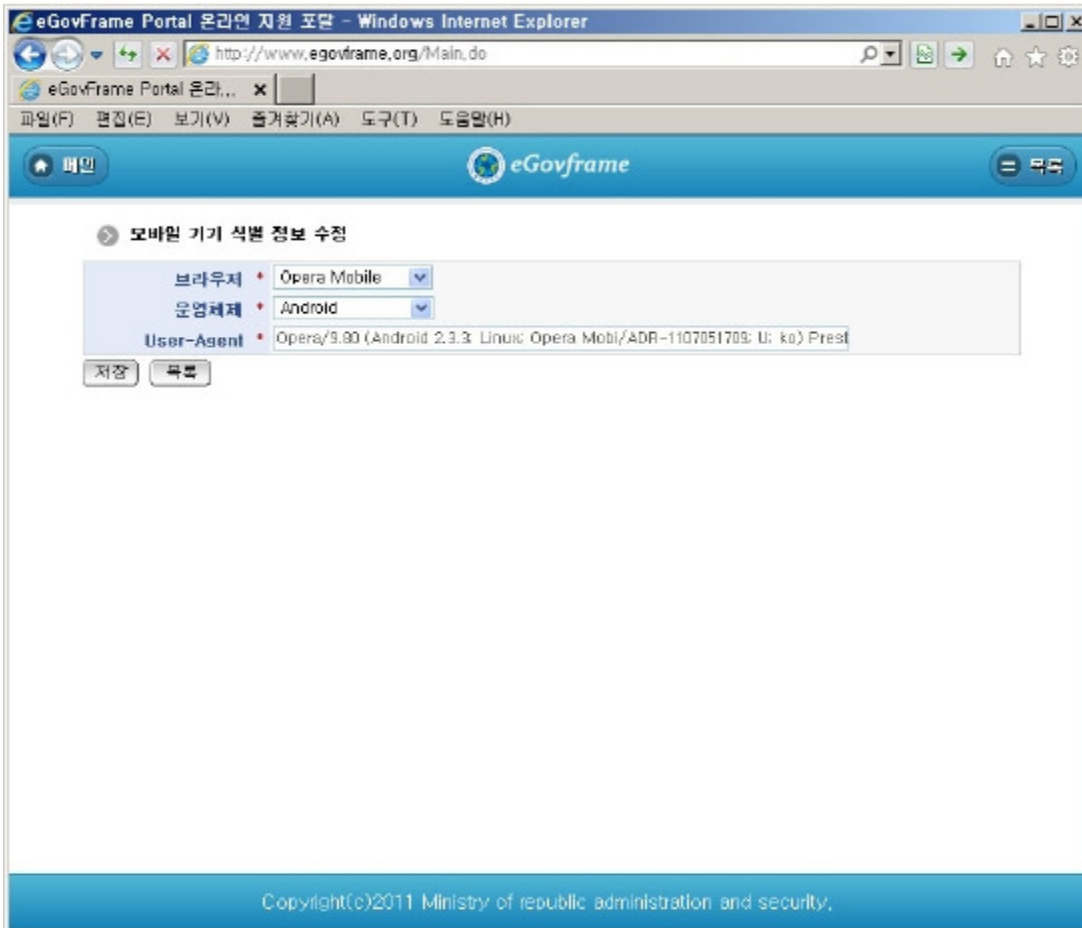 eGovFrame Portal 온라인 지원 포탈 - Windows Internet Explorer
http://www.egovframe.org/Main.do
eGovFrame Portal 온라...
파일(F) 편집(E) 보기(V) 즐겨찾기(A) 도구(T) 도움말(H)
메인 eGovframe 목록
모바일 기기 식별 정보 수정
브라우저 * Opera Mobile
운영체제 * Android
User-Agent * Opera/9.80 (Android 2.3.3; Linux; Opera Mobi/ADR-1107051709; U; ko) Prest
저장 목록
Copyright(c)2011 Ministry of republic administration and security.